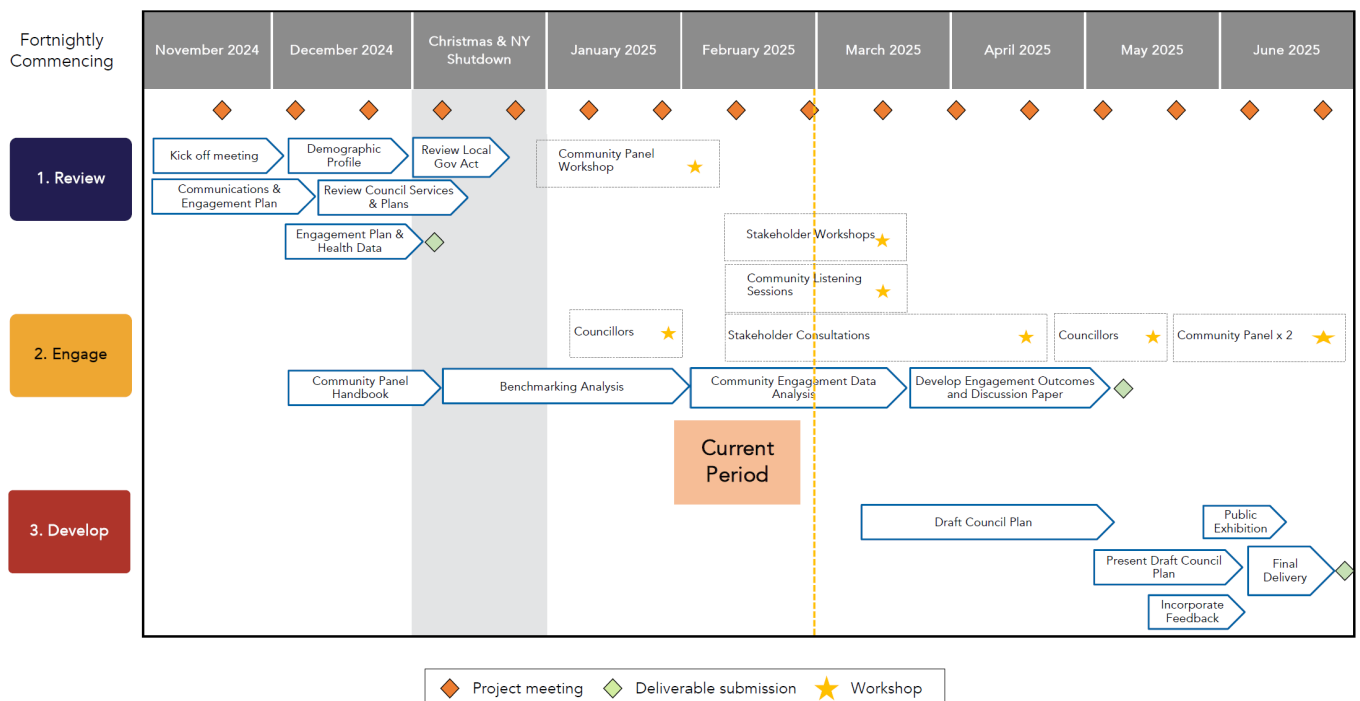 Fortnightly
Commencing
November 2024
December 2024
Christmas & NY
Shutdown
January 2025
February 2025
March 2025
April 2025
May 2025
June 2025
1. Review
Kick off meeting
Demographic
Profile
Review Local
Gov Act
Community Panel
Workshop
Communications &
Engagement Plan
Review Council Services
& Plans
Engagement Plan &
Health Data
Stakeholder Workshops
Community Listening
Sessions
2. Engage
Councillors
Stakeholder Consultations
Councillors
Community Panel x 2
Community Panel
Handbook
Benchmarking Analysis
Community Engagement Data
Analysis
Develop Engagement Outcomes
and Discussion Paper
Current
Period
3. Develop
Draft Council Plan
Public
Exhibition
Present Draft Council
Plan
Final
Delivery
Incorporate
Feedback
Project meeting
Deliverable submission
Workshop